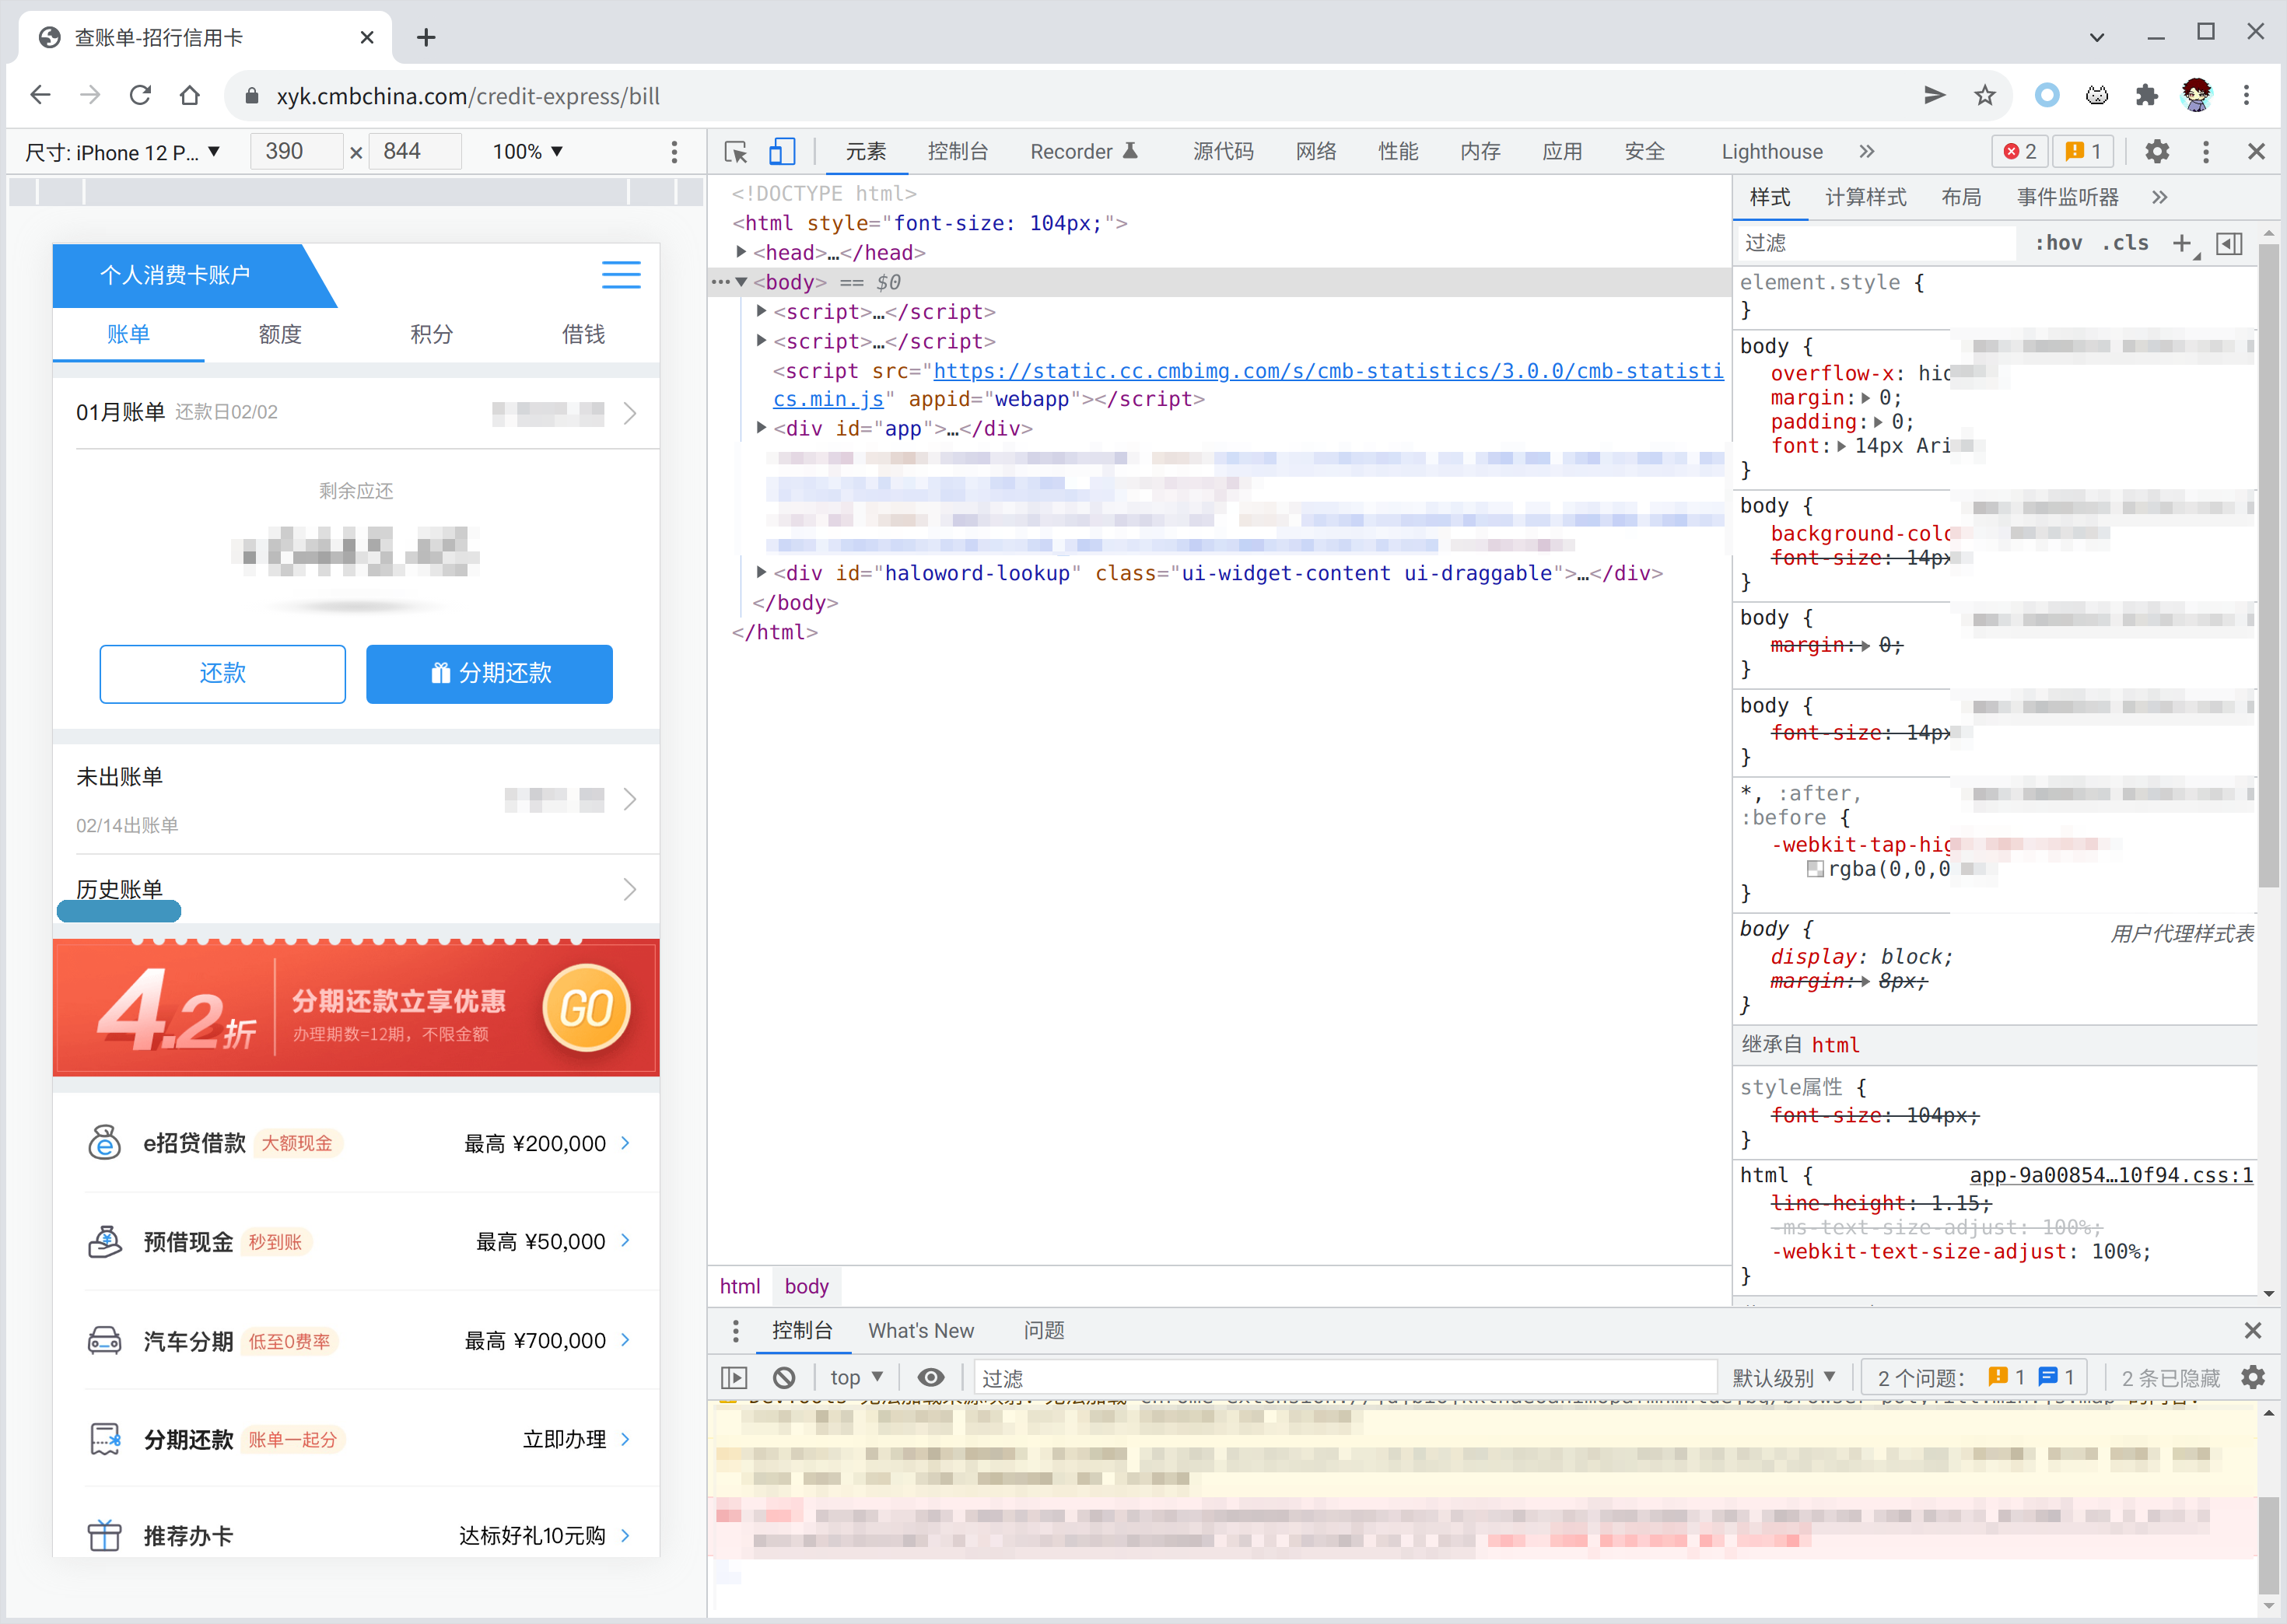 查账单-招行信用卡
xyk.cmbchina.com/credit-express/bill
尺寸: iPhone 12 P... ▼ 390 × 844 100% ▼
元素 控制台 Recorder 源代码 网络 性能 内存 应用 安全 Lighthouse » 2 1
个人消费卡账户
账单 额度 积分 借钱
01月账单 还款日02/02
剩余应还
还款 分期还款
未出账单
02/14出账单
历史账单
4.2折 分期还款立享优惠 GO
办理期数=12期，不限金额
e招贷借款 大额现金 最高 ¥200,000
预借现金 秒到账 最高 ¥50,000
汽车分期 低至0费率 最高 ¥700,000
分期还款 账单一起分 立即办理
推荐办卡 达标好礼10元购
<!DOCTYPE html>
<html style="font-size: 104px;">
<head>…</head>
<body> == $0
<script>…</script>
<script>…</script>
<script src="https://static.cc.cmbimg.com/s/cmb-statistics/3.0.0/cmb-statisti
cs.min.js" appid="webapp"></script>
<div id="app">…</div>
<div id="haloword-lookup" class="ui-widget-content ui-draggable">…</div>
</body>
</html>
html body
样式 计算样式 布局 事件监听器 »
过滤 :hov .cls +
element.style {
}
body {
overflow-x: hid
margin: 0;
padding: 0;
font: 14px Ari
}
body {
background-colo
font-size: 14px
}
body {
margin: 0;
}
body {
font-size: 14px
}
*, :after,
:before {
-webkit-tap-hig
rgba(0,0,0
}
body { 用户代理样式表
display: block;
margin: 8px;
}
继承自 html
style属性 {
font-size: 104px;
}
html { app-9a00854…10f94.css:1
line-height: 1.15;
-ms-text-size-adjust: 100%;
-webkit-text-size-adjust: 100%;
}
控制台 What's New 问题
top ▼ 过滤 默认级别 ▼ 2 个问题: 1 1 2 条已隐藏